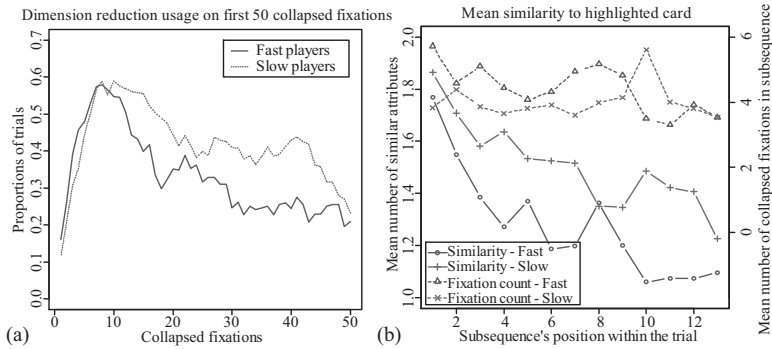 Dimension reduction usage on first 50 collapsed fixations
Fast players
Slow players
Proportions of trials
0.7
0.6
0.5
0.4
0.3
0.2
0.1
0.0
0 10 20 30 40 50
(a) Collapsed fixations
Mean similarity to highlighted card
Mean number of similar attributes
2.0
1.8
1.6
1.4
1.2
1.0
Similarity - Fast
Similarity - Slow
Fixation count - Fast
Fixation count - Slow
6
4
2
0
Mean number of collapsed fixations in subsequence
2 4 6 8 10 12
(b) Subsequence's position within the trial